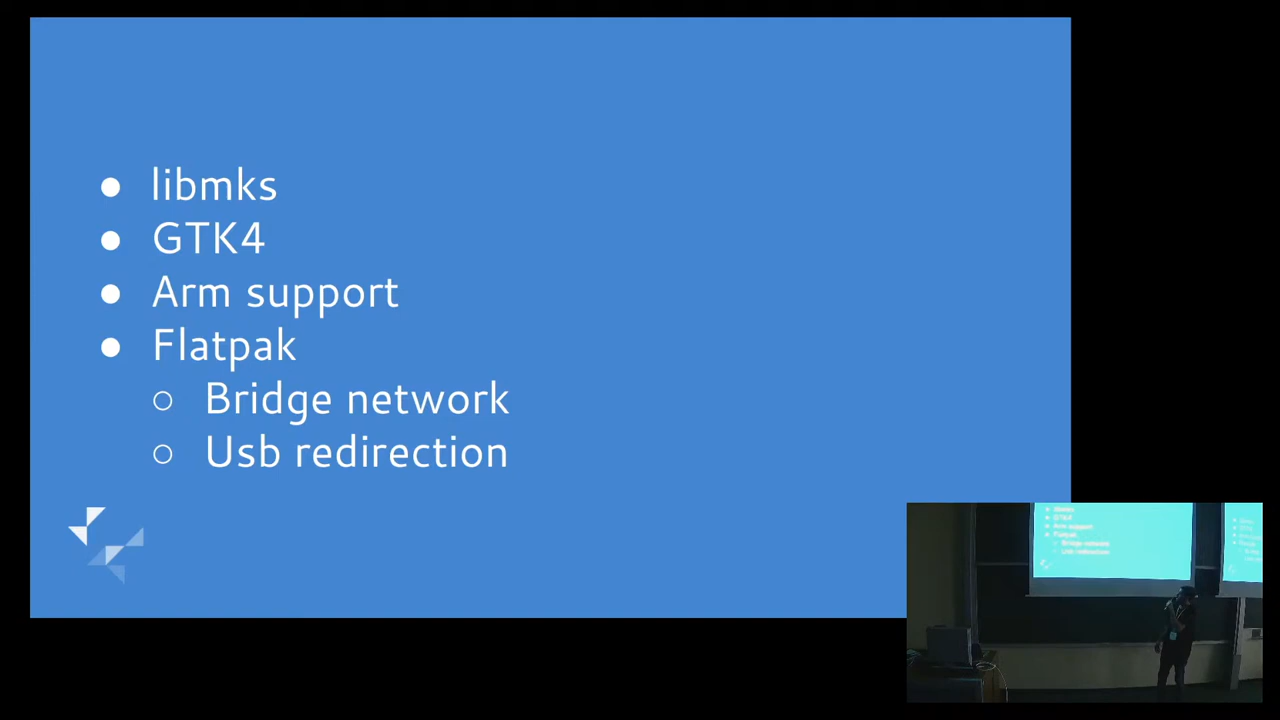 libmks
GTK4
Arm support
Flatpak
Bridge network
Usb redirection